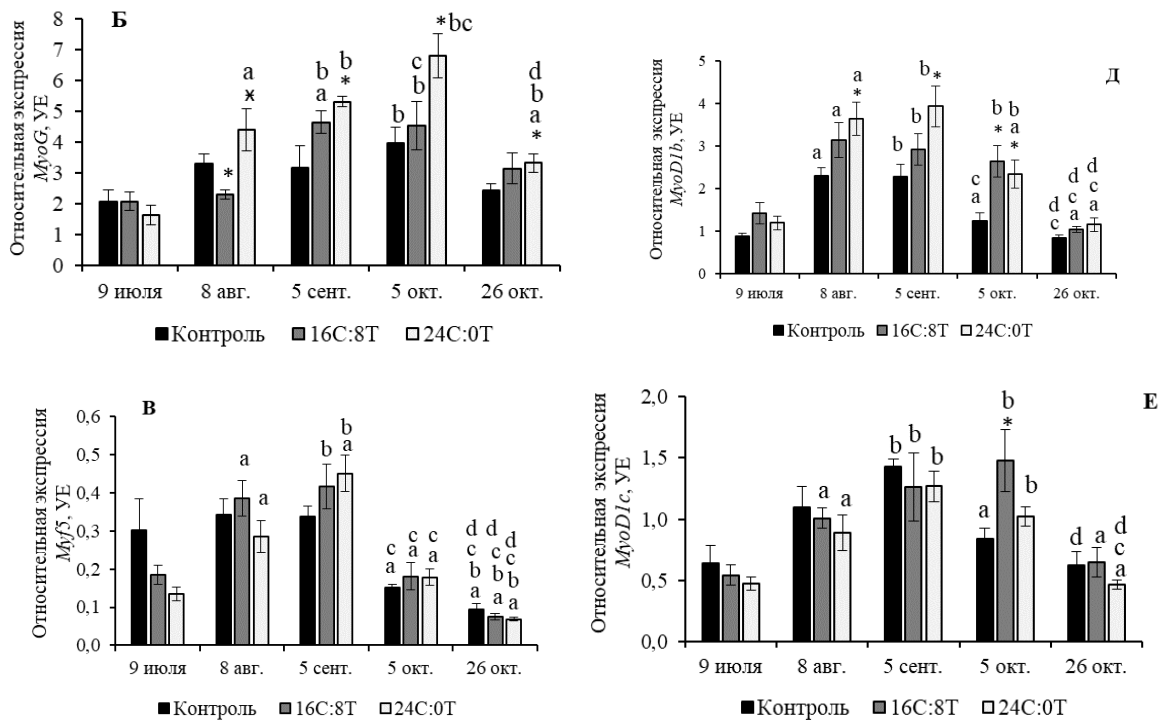 Б
Относительная экспрессия
MyoG, УЕ
8
7
6
5
4
3
2
1
0
*
a
*
b
a
b
*
b
c
b
*bc
d
b
a
*
9 июля
8 авг.
5 сент.
5 окт.
26 окт.
Контроль
16С:8Т
24С:0Т
Д
Относительная экспрессия
MyoD1b, УЕ
5
4
3
2
1
0
a
a
a
*
b
b
b*
c
a
b
*
b
a
*
d
c
d
c
a
d
c
a
9 июля
8 авг.
5 сент.
5 окт.
26 окт.
Контроль
16С:8Т
24С:0Т
В
Относительная экспрессия
Myf5, УЕ
0,6
0,5
0,4
0,3
0,2
0,1
0,0
a
a
b
b
a
c
a
c
a
c
a
d
c
b
a
d
c
b
a
d
c
b
a
9 июля
8 авг.
5 сент.
5 окт.
26 окт.
Контроль
16С:8Т
24С:0Т
Е
Относительная экспрессия
MyoD1c, УЕ
2,0
1,5
1,0
0,5
0,0
a
a
b
b
b
a
b
*
b
d
a
d
c
a
9 июля
8 авг.
5 сент.
5 окт.
26 окт.
Контроль
16С:8Т
24С:0Т